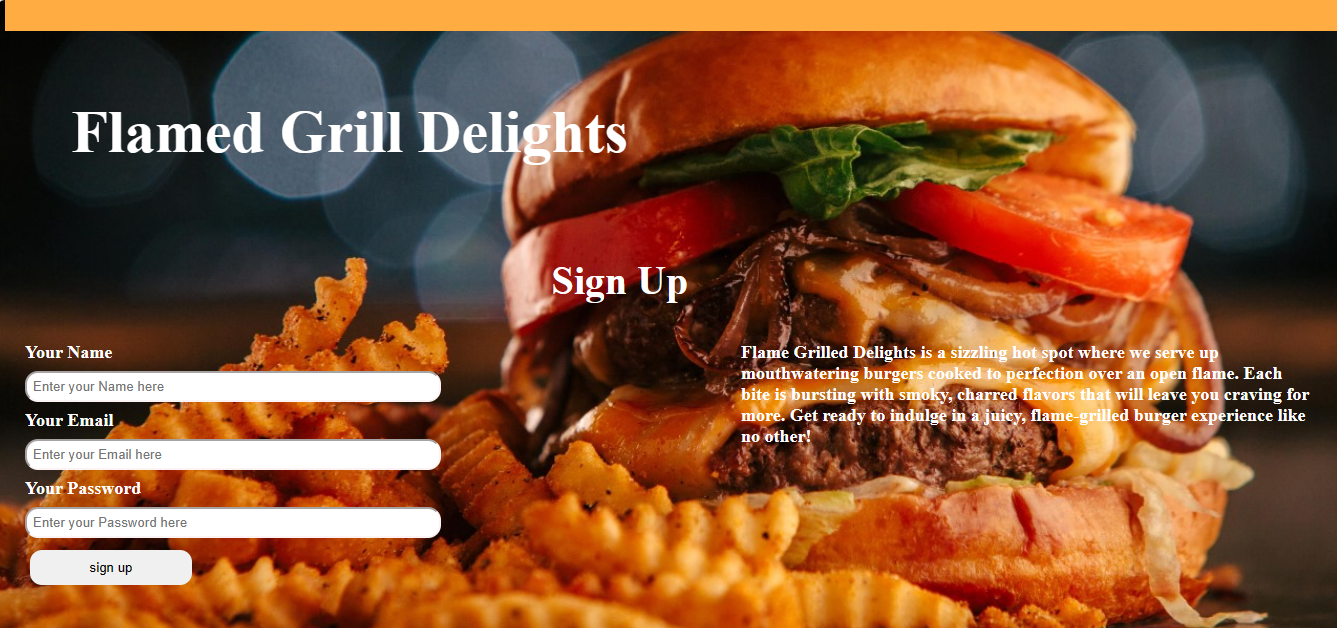 Flamed Grill Delights
Sign Up
Your Name
Enter your Name here
Your Email
Enter your Email here
Your Password
Enter your Password here
sign up
Flame Grilled Delights is a sizzling hot spot where we serve up
mouthwatering burgers cooked to perfection over an open flame. Each
bite is bursting with smoky, charred flavors that will leave you craving for
more. Get ready to indulge in a juicy, flame-grilled burger experience like
no other!